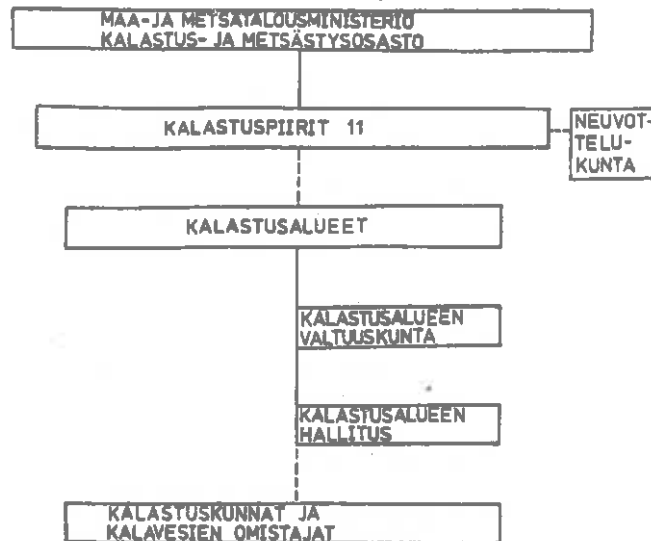 MAA-JA METSÄTALOUSMINISTERIÖ
KALASTUS- JA METSÄSTYSOSASTO
KALASTUSPIIRIT 11
NEUVOT-
TELU-
KUNTA
KALASTUSALUEET
KALASTUSALUEEN
VALTUUSKUNTA
KALASTUSALUEEN
HALLITUS
KALASTUSKUNNAT JA
KALAVESIEN OMISTAJAT